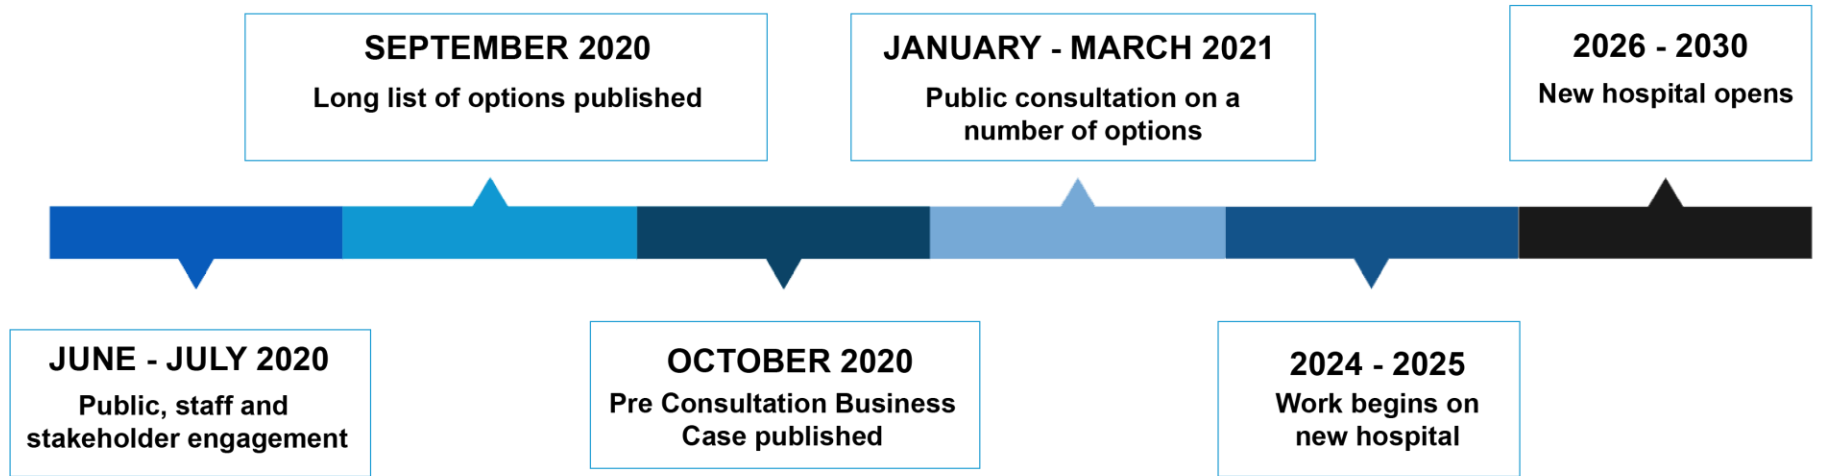 JUNE - JULY 2020
Public, staff and
stakeholder engagement
SEPTEMBER 2020
Long list of options published
OCTOBER 2020
Pre Consultation Business
Case published
JANUARY - MARCH 2021
Public consultation on a
number of options
2024 - 2025
Work begins on
new hospital
2026 - 2030
New hospital opens